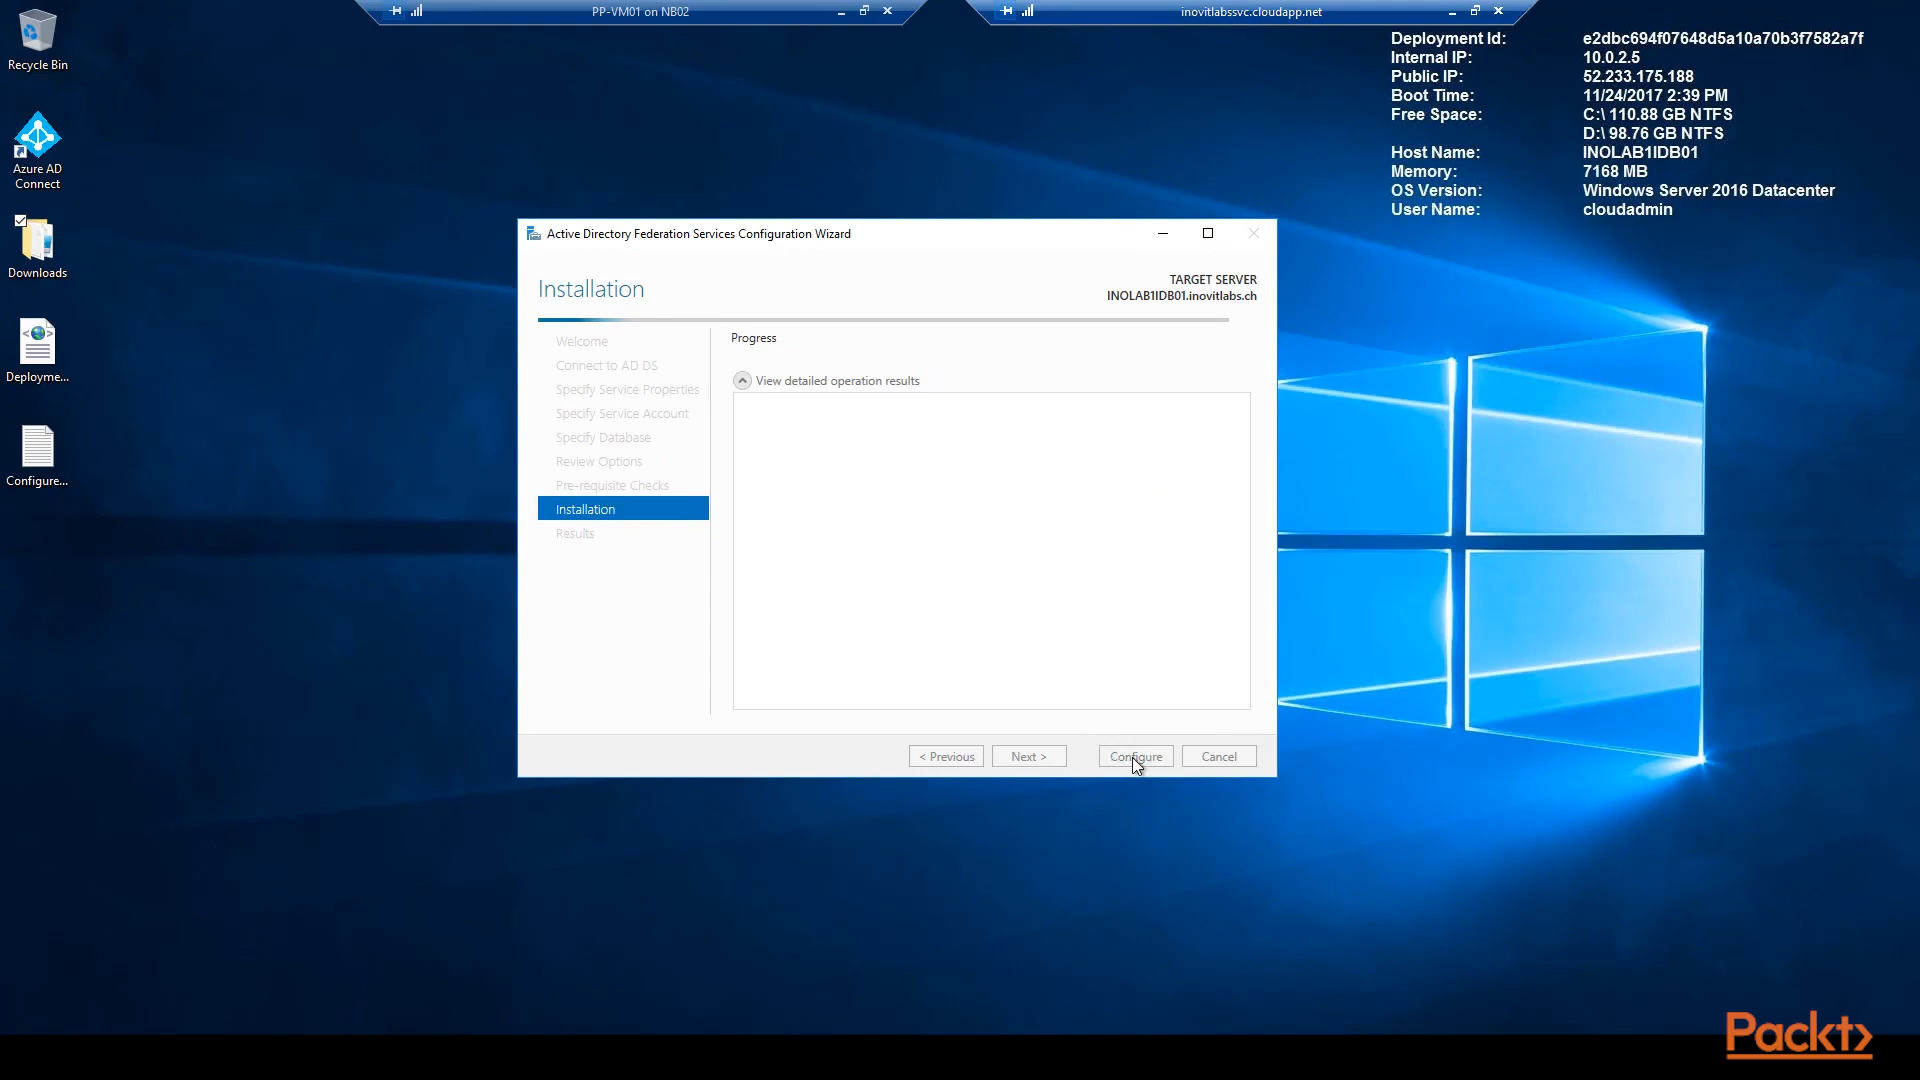 PP-VM01 on NB02
inovitlabssvc.cloudapp.net
Recycle Bin
Azure AD
Connect
Downloads
Deployme...
Configure...
Deployment Id: e2dbc694f07648d5a10a70b3f7582a7f
Internal IP: 10.0.2.5
Public IP: 52.233.175.188
Boot Time: 11/24/2017 2:39 PM
Free Space: C:\ 110.88 GB NTFS
D:\ 98.76 GB NTFS
Host Name: INOLAB1IDB01
Memory: 7168 MB
OS Version: Windows Server 2016 Datacenter
User Name: cloudadmin
Active Directory Federation Services Configuration Wizard
Installation
TARGET SERVER
INOLAB1IDB01.inovitlabs.ch
Welcome
Connect to AD DS
Specify Service Properties
Specify Service Account
Specify Database
Review Options
Pre-requisite Checks
Installation
Results
Progress
View detailed operation results
< Previous
Next >
Configure
Cancel
Packt>